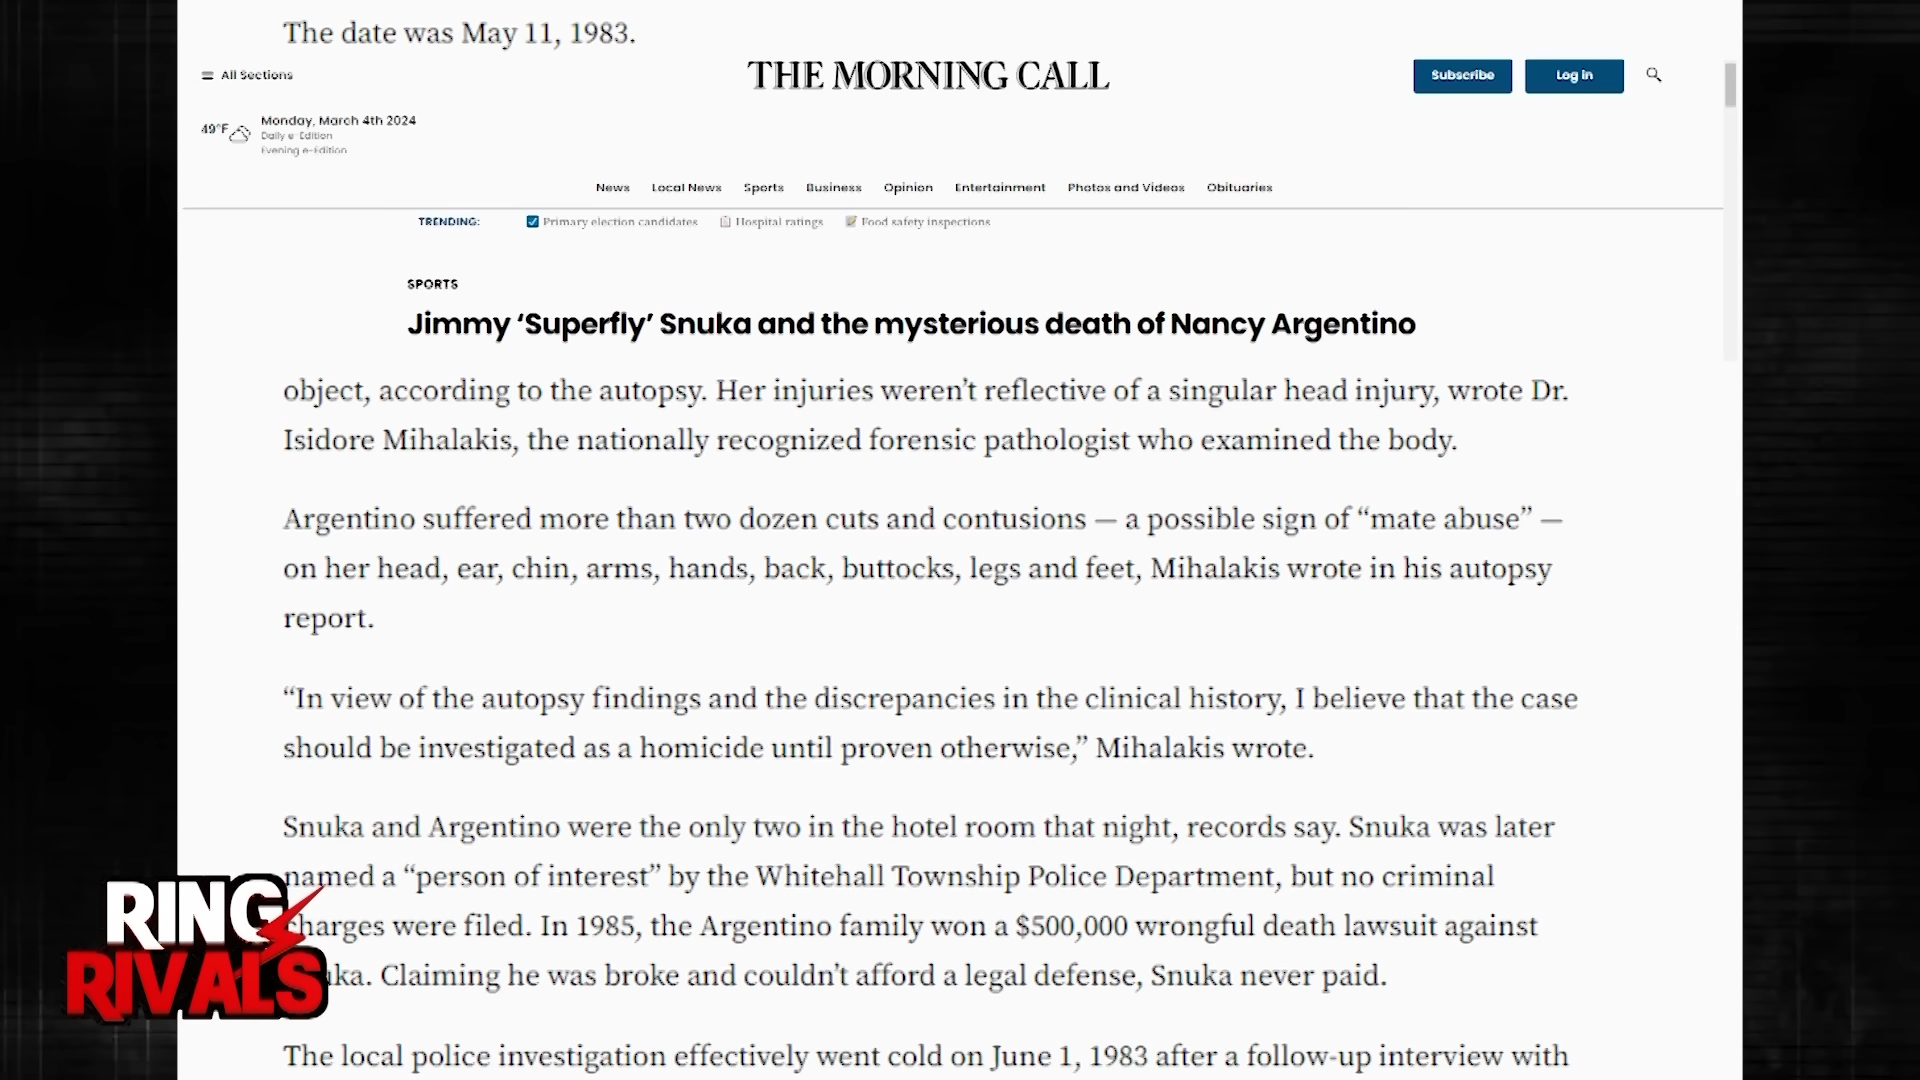 The date was May 11, 1983.
All Sections
THE MORNING CALL
Subscribe
Log in
49°F
Monday, March 4th 2024
Daily e-Edition
Evening e-Edition
News Local News Sports Business Opinion Entertainment Photos and Videos Obituaries
TRENDING: Primary election candidates Hospital ratings Food safety inspections
SPORTS
Jimmy ‘Superfly’ Snuka and the mysterious death of Nancy Argentino
object, according to the autopsy. Her injuries weren’t reflective of a singular head injury, wrote Dr.
Isidore Mihalakis, the nationally recognized forensic pathologist who examined the body.
Argentino suffered more than two dozen cuts and contusions — a possible sign of “mate abuse” —
on her head, ear, chin, arms, hands, back, buttocks, legs and feet, Mihalakis wrote in his autopsy
report.
“In view of the autopsy findings and the discrepancies in the clinical history, I believe that the case
should be investigated as a homicide until proven otherwise,” Mihalakis wrote.
Snuka and Argentino were the only two in the hotel room that night, records say. Snuka was later
named a “person of interest” by the Whitehall Township Police Department, but no criminal
charges were filed. In 1985, the Argentino family won a $500,000 wrongful death lawsuit against
uka. Claiming he was broke and couldn’t afford a legal defense, Snuka never paid.
The local police investigation effectively went cold on June 1, 1983 after a follow-up interview with
RING
RIVALS